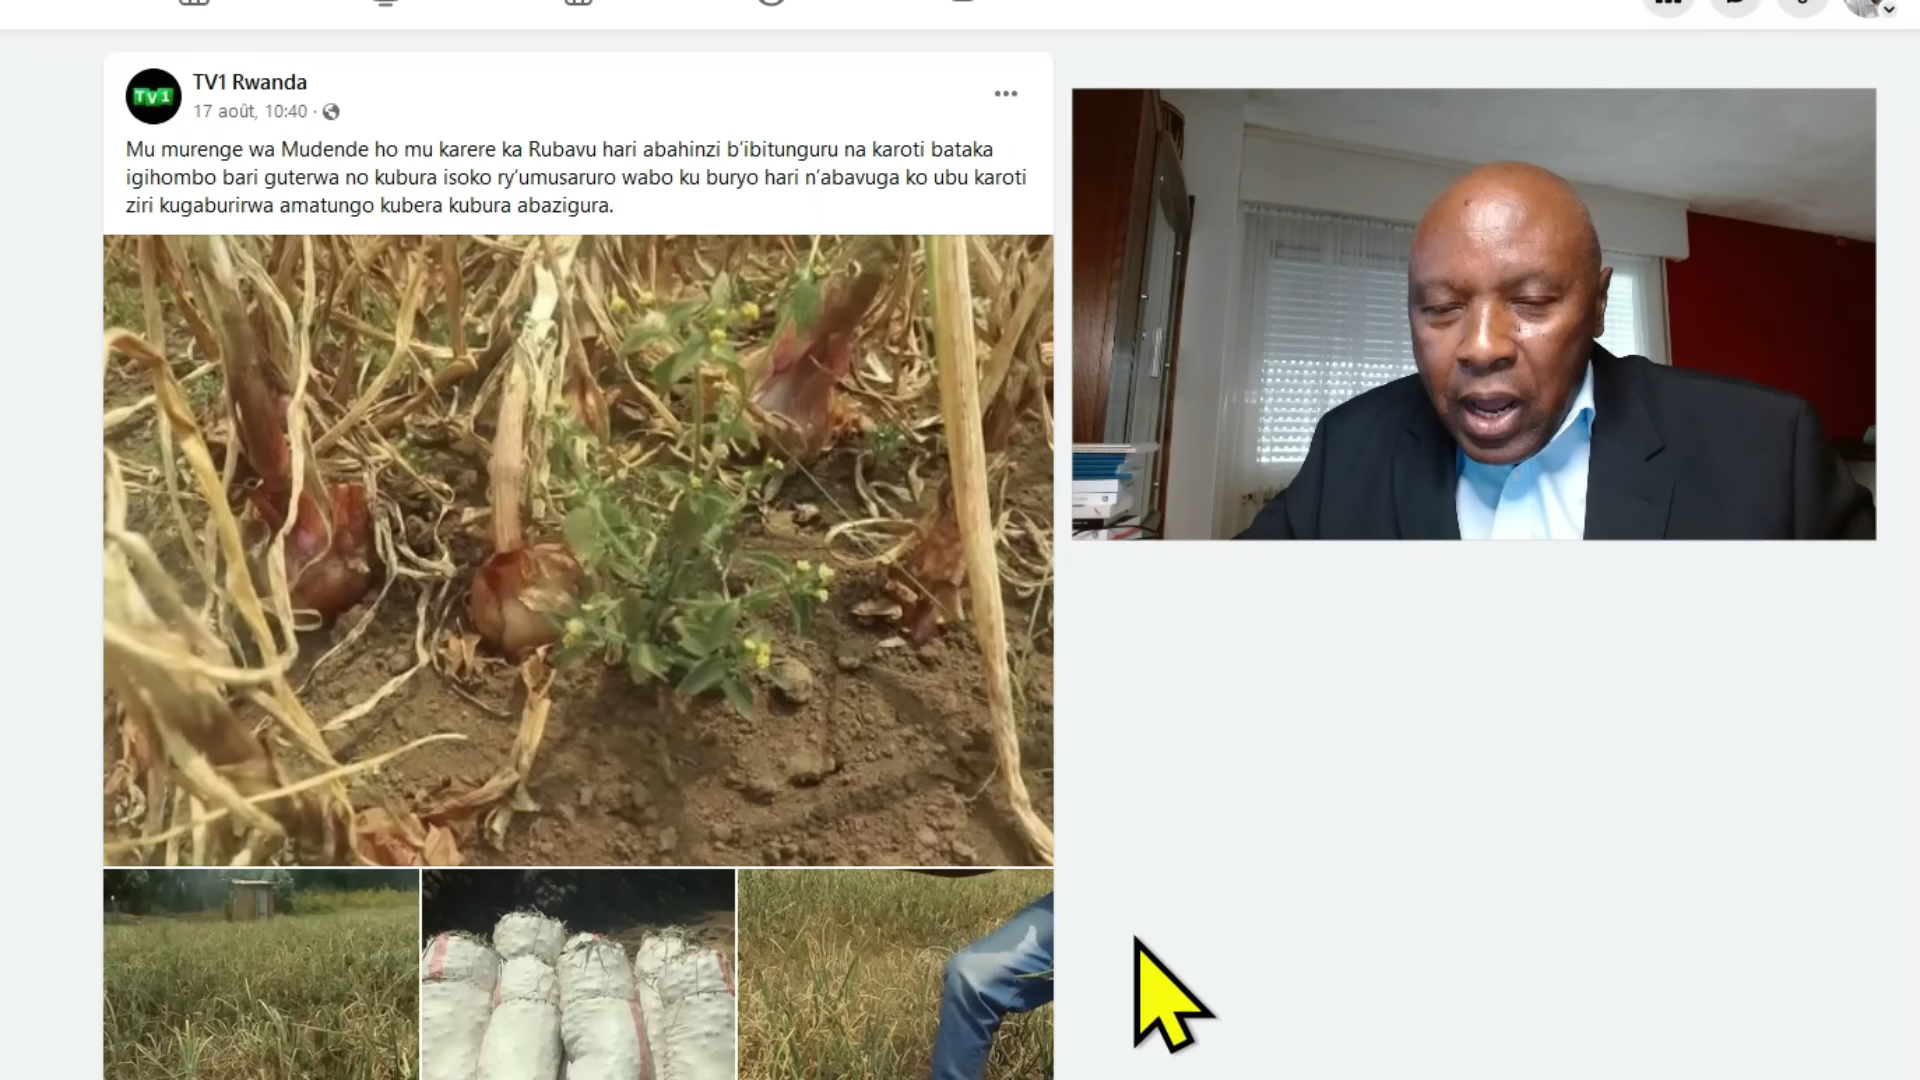 TV1
TV1 Rwanda
17 août, 10:40 ·
Mu murenge wa Mudende ho mu karere ka Rubavu hari abahinzi b'ibitunguru na karoti bataka
igihombo bari guterwa no kubura isoko ry'umusaruro wabo ku buryo hari n'abavuga ko ubu karoti
ziri kugaburirwa amatungo kubera kubura abazigura.